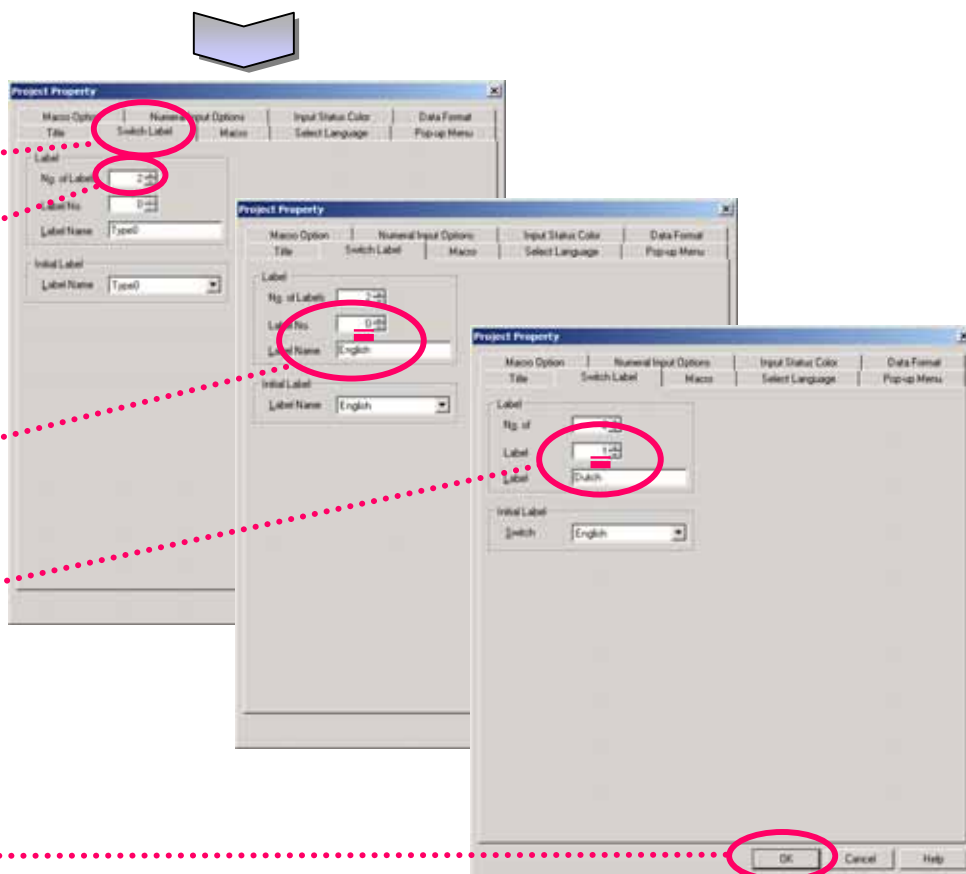 Project Property
Macro Option Numeral Input Options Input Status Color Data Format
Title Switch Label Macro Select Language Pop-up Menu
Label
No. of Labels 2
Label No. 0
Label Name Type0
Initial Label
Label Name Type0
Project Property
Macro Option Numeral Input Options Input Status Color Data Format
Title Switch Label Macro Select Language Pop-up Menu
Label
No. of Labels 2
Label No. 0
Label Name English
Initial Label
Label Name English
Project Property
Macro Option Numeral Input Options Input Status Color Data Format
Title Switch Label Macro Select Language Pop-up Menu
Label
No. of
Label 1
Label Dutch
Initial Label
Switch English
OK Cancel Help